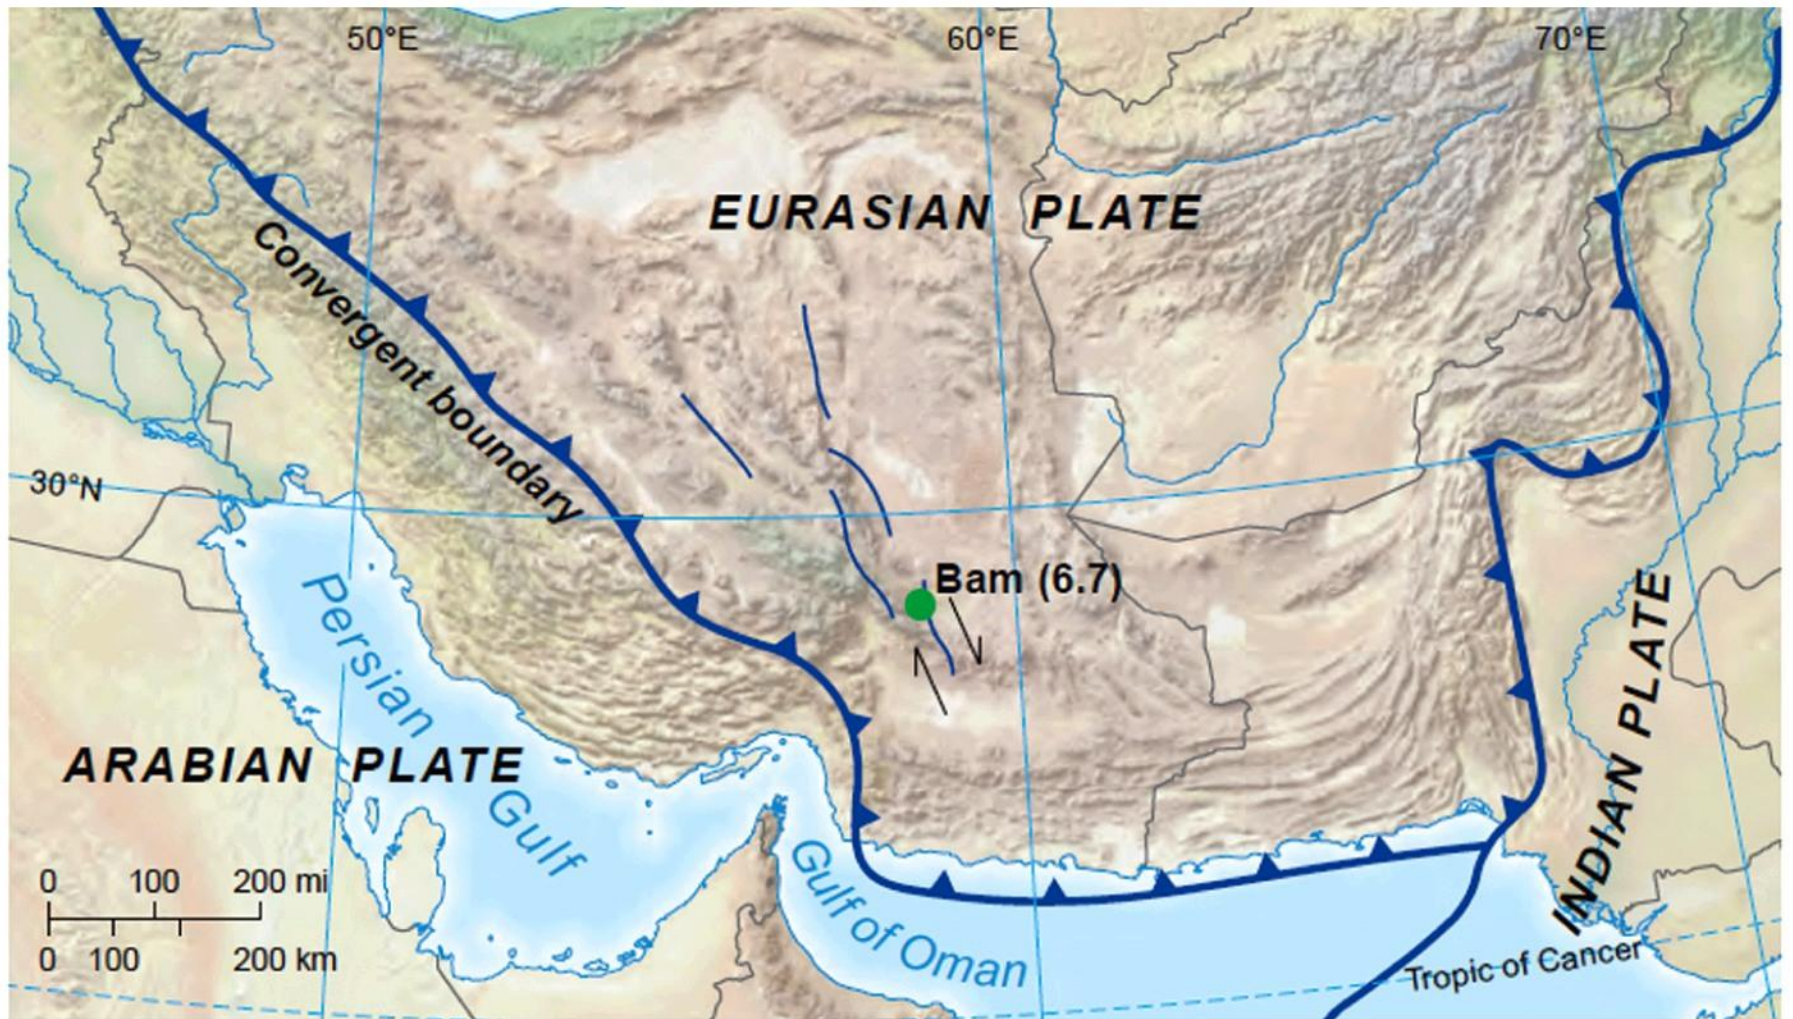 50°E
60°E
70°E
EURASIAN PLATE
Convergent boundary
30°N
Bam (6.7)
Persian Gulf
ARABIAN PLATE
INDIAN PLATE
Gulf of Oman
0 100 200 mi
0 100 200 km
Tropic of Cancer